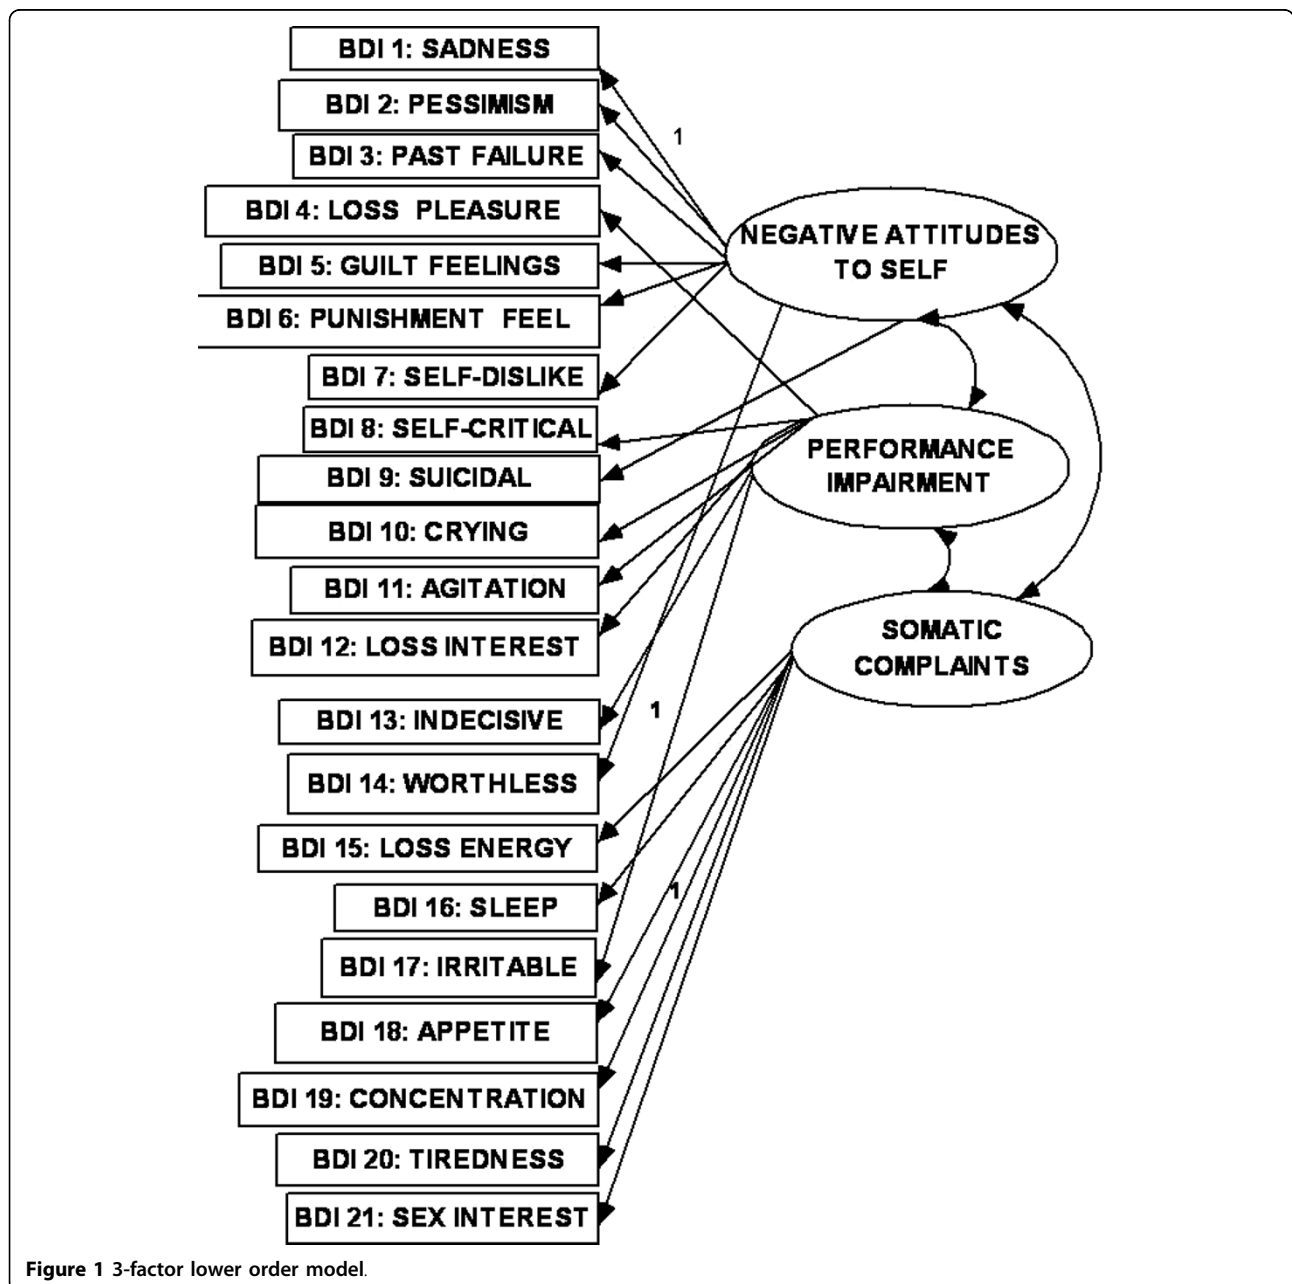 BDI 1: SADNESS
BDI 2: PESSIMISM
1
BDI 3: PAST FAILURE
BDI 4: LOSS PLEASURE
NEGATIVE ATTITUDES
TO SELF
BDI 5: GUILT FEELINGS
BDI 6: PUNISHMENT FEEL
BDI 7: SELF-DISLIKE
BDI 8: SELF-CRITICAL
PERFORMANCE
IMPAIRMENT
BDI 9: SUICIDAL
BDI 10: CRYING
BDI 11: AGITATION
BDI 12: LOSS INTEREST
SOMATIC
COMPLAINTS
BDI 13: INDECISIVE
1
BDI 14: WORTHLESS
BDI 15: LOSS ENERGY
1
BDI 16: SLEEP
BDI 17: IRRITABLE
BDI 18: APPETITE
BDI 19: CONCENTRATION
BDI 20: TIREDNESS
BDI 21: SEX INTEREST
Figure 1 3-factor lower order model.